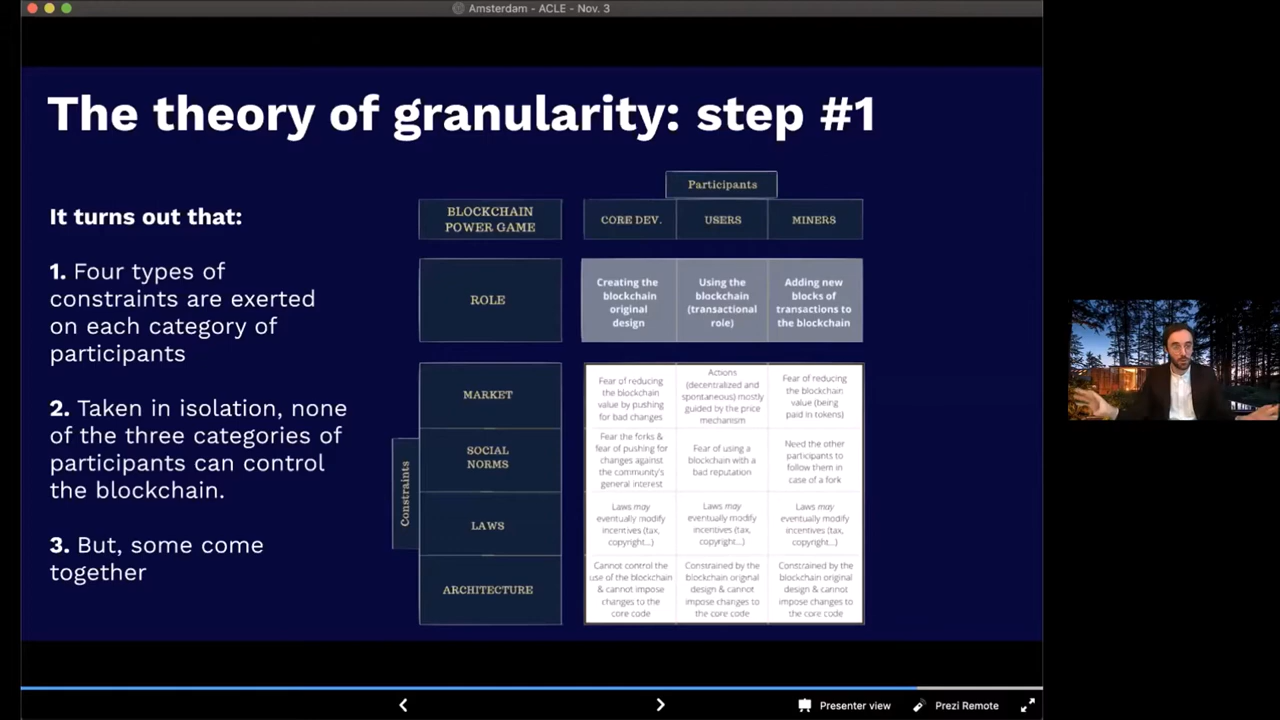 Amsterdam - ACLE - Nov. 3
The theory of granularity: step #1
It turns out that:
1. Four types of
constraints are exerted
on each category of
participants
2. Taken in isolation, none
of the three categories of
participants can control
the blockchain.
3. But, some come
together
Participants
BLOCKCHAIN
POWER GAME
CORE DEV.
USERS
MINERS
ROLE
Creating the
blockchain
original
design
Using the
blockchain
(transactional
role)
Adding new
blocks of
transactions to
the blockchain
Constraints
MARKET
Fear of reducing
the blockchain
value by pushing
for bad changes
Actions
(decentralized and
spontaneous) mostly
guided by the price
mechanism
Fear of reducing
the blockchain
value (being
paid in tokens)
SOCIAL
NORMS
Fear the forks &
fear of pushing for
changes against
the community's
general interest
Fear of using a
blockchain with a
bad reputation
Need the other
participants to
follow them in
case of a fork
LAWS
Laws may
eventually modify
incentives (tax,
copyright...)
Laws may
eventually modify
incentives (tax,
copyright...)
Laws may
eventually modify
incentives (tax,
copyright...)
ARCHITECTURE
Cannot control the
use of the blockchain
& cannot impose
changes to the
core code
Constrained by the
blockchain original
design & cannot
impose changes to
the core code
Constrained by the
blockchain original
design & cannot
impose changes to
the core code
Presenter view
Prezi Remote